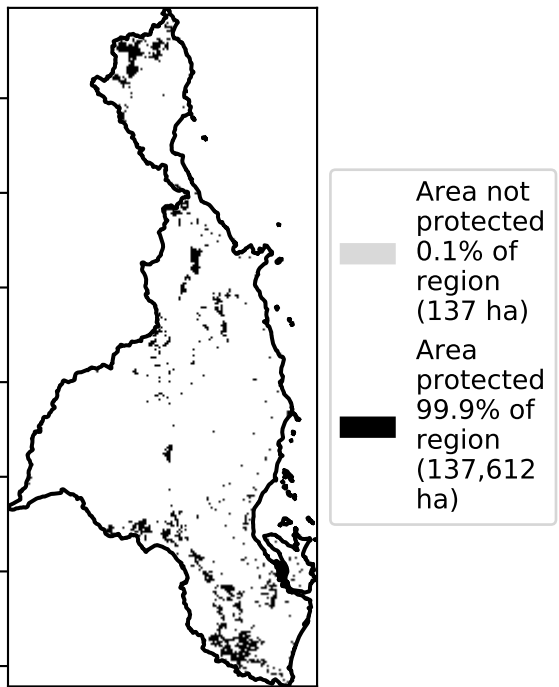 Area not
protected
0.1% of
region
(137 ha)
Area
protected
99.9% of
region
(137,612
ha)